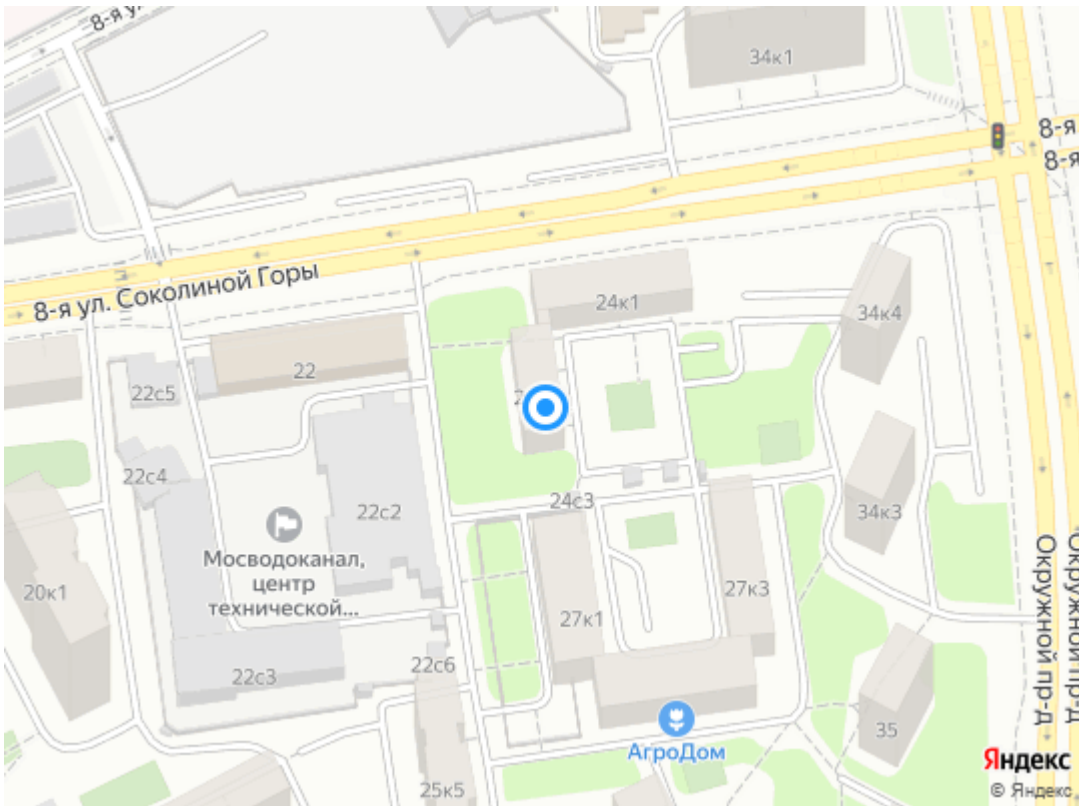 8-я ул.
34к1
8-я
8-я
8-я ул. Соколиной Горы
24к1
34к4
22
22с5
22с4
24с3
22с2
34к3
Мосводоканал,
центр
технической...
20к1
27к1
27к3
Окружной пр-д
Окружной пр-д
22с6
22с3
35
АгроДом
25к5
Яндекс
© Яндекс